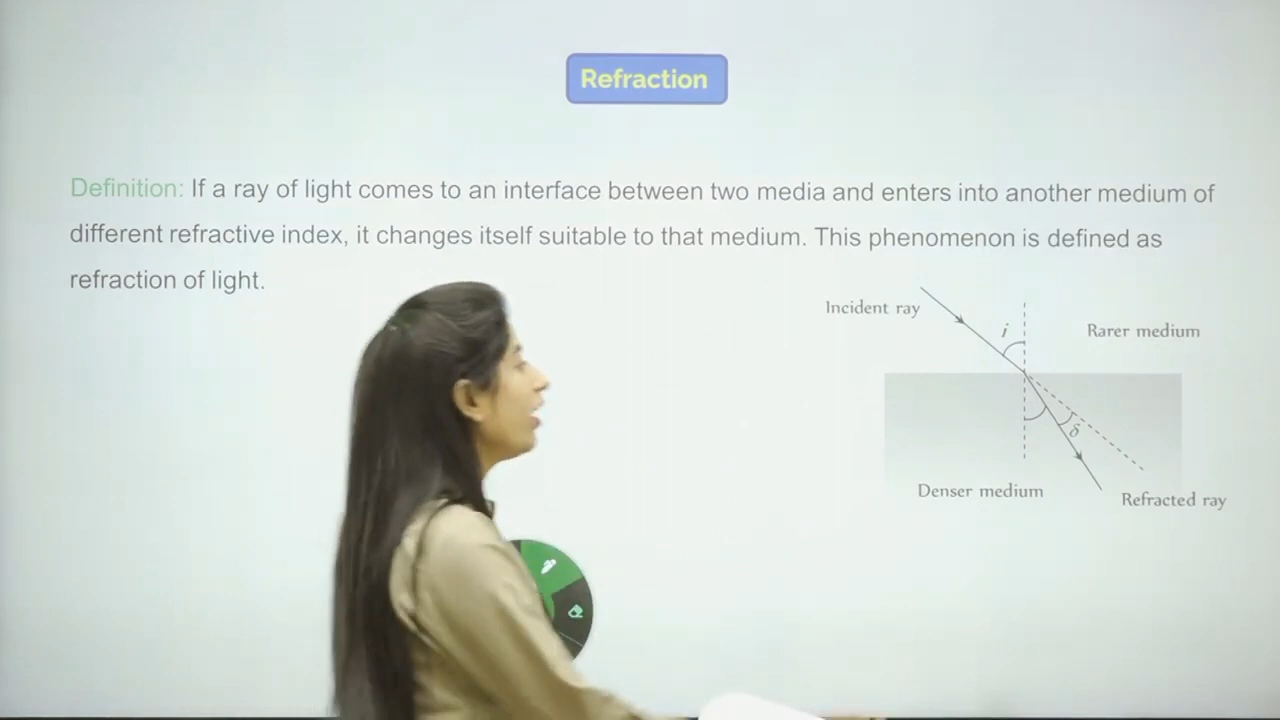 Refraction
Definition: If a ray of light comes to an interface between two media and enters into another medium of
different refractive index, it changes itself suitable to that medium. This phenomenon is defined as
refraction of light.
Incident ray
i
Rarer medium
δ
Denser medium
Refracted ray